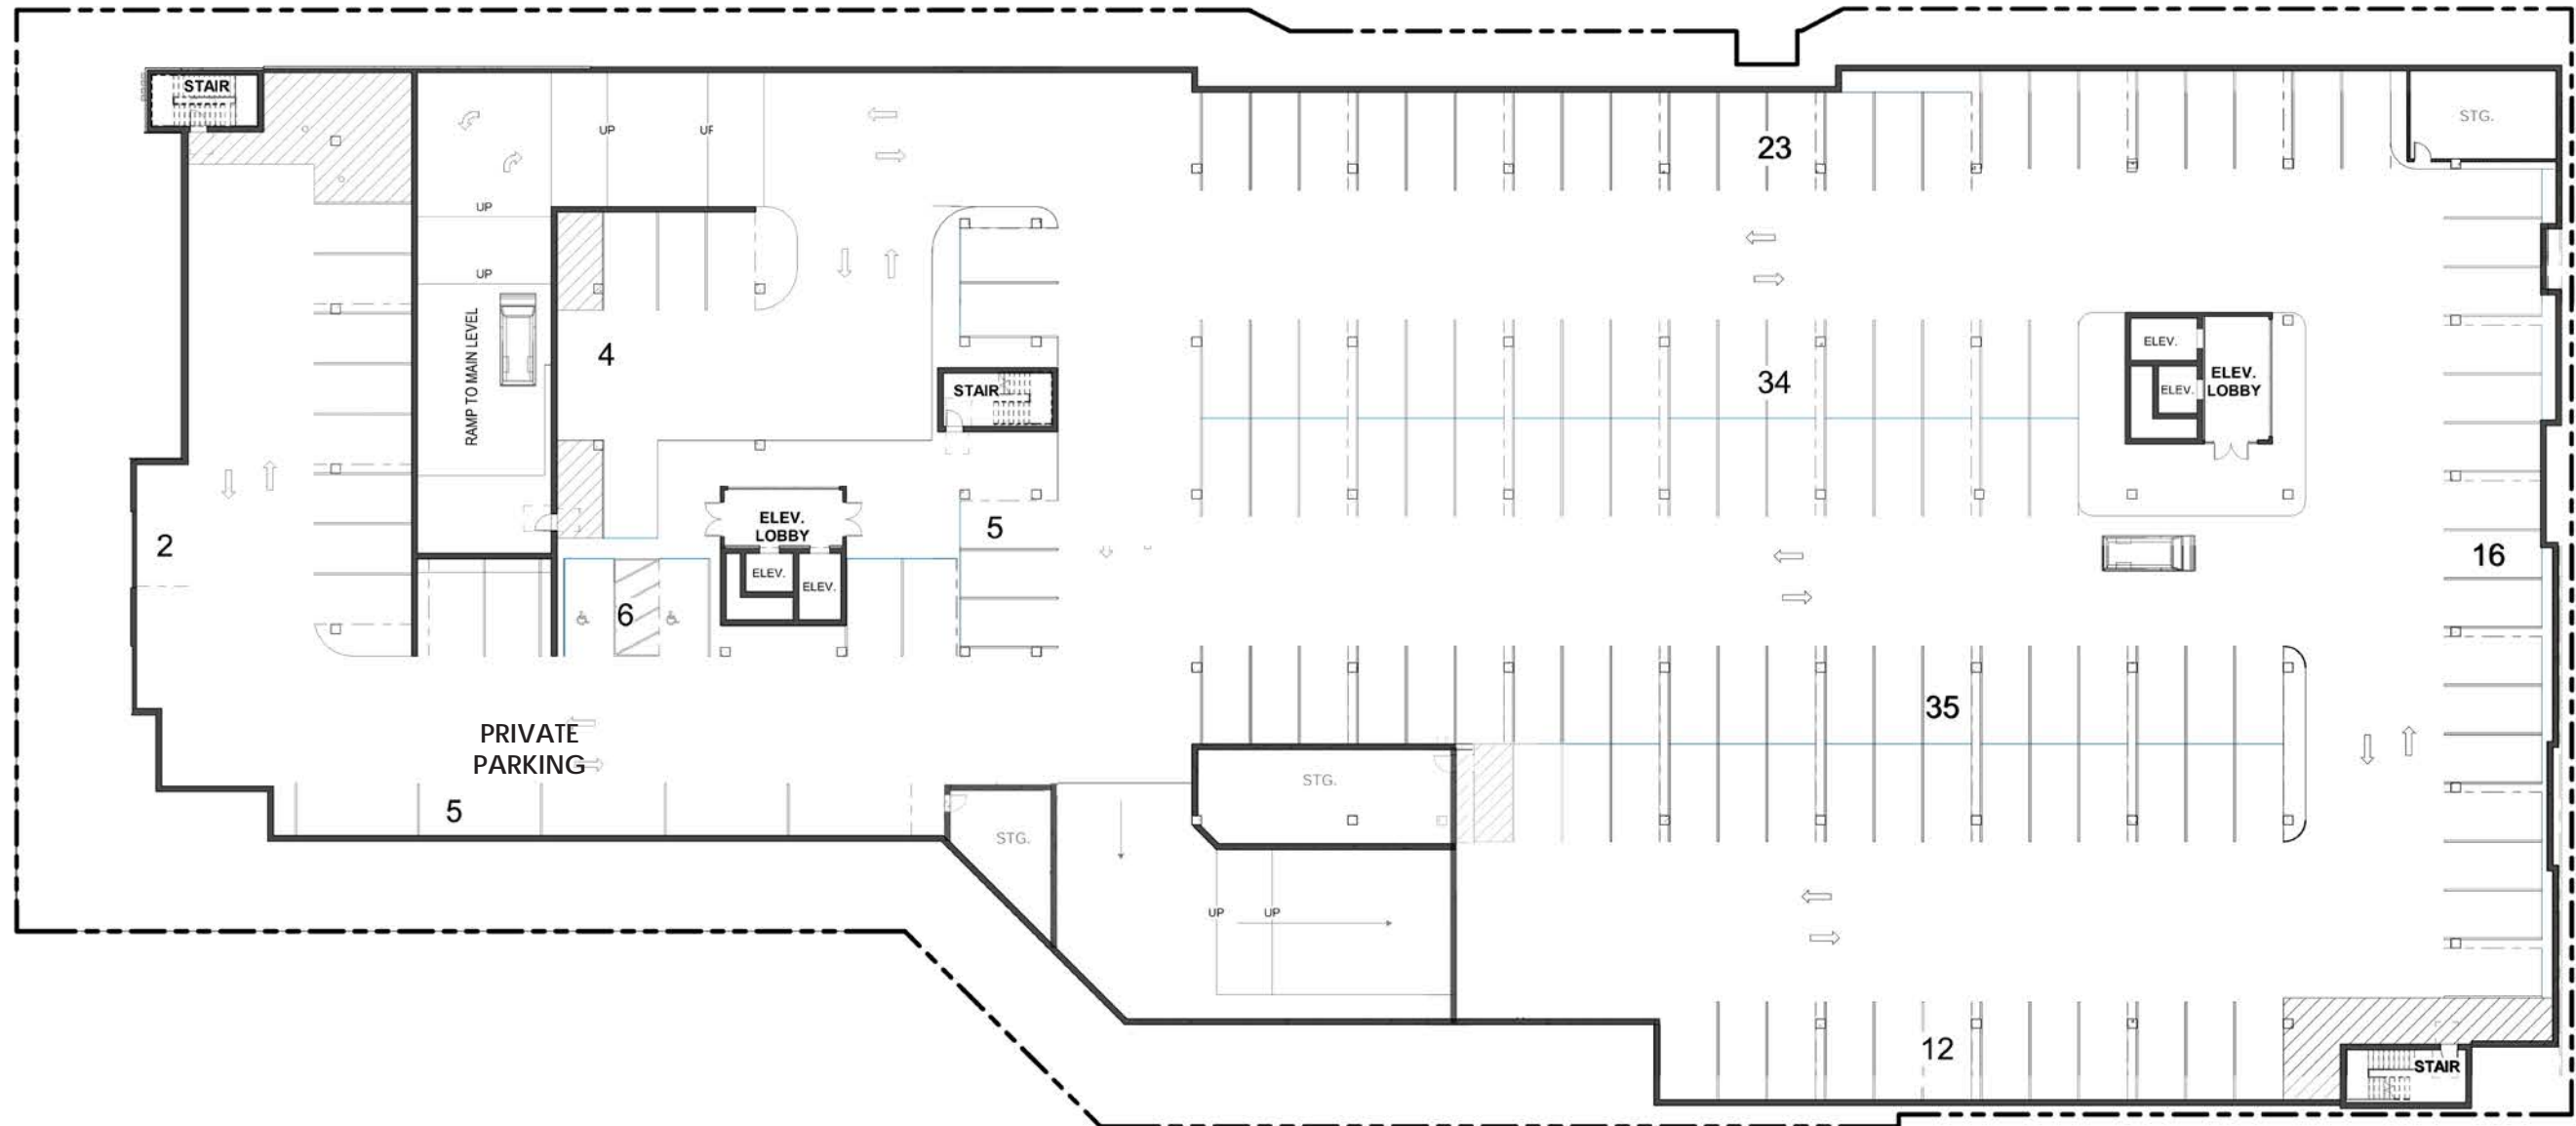 STAIR
STG.
UP
UP
23
UP
UP
RAMP TO MAIN LEVEL
4
STAIR
34
ELEV.
ELEV.
ELEV.
LOBBY
2
ELEV.
LOBBY
5
16
ELEV.
ELEV.
6
35
PRIVATE
PARKING
5
STG.
STG.
UP
UP
12
STAIR